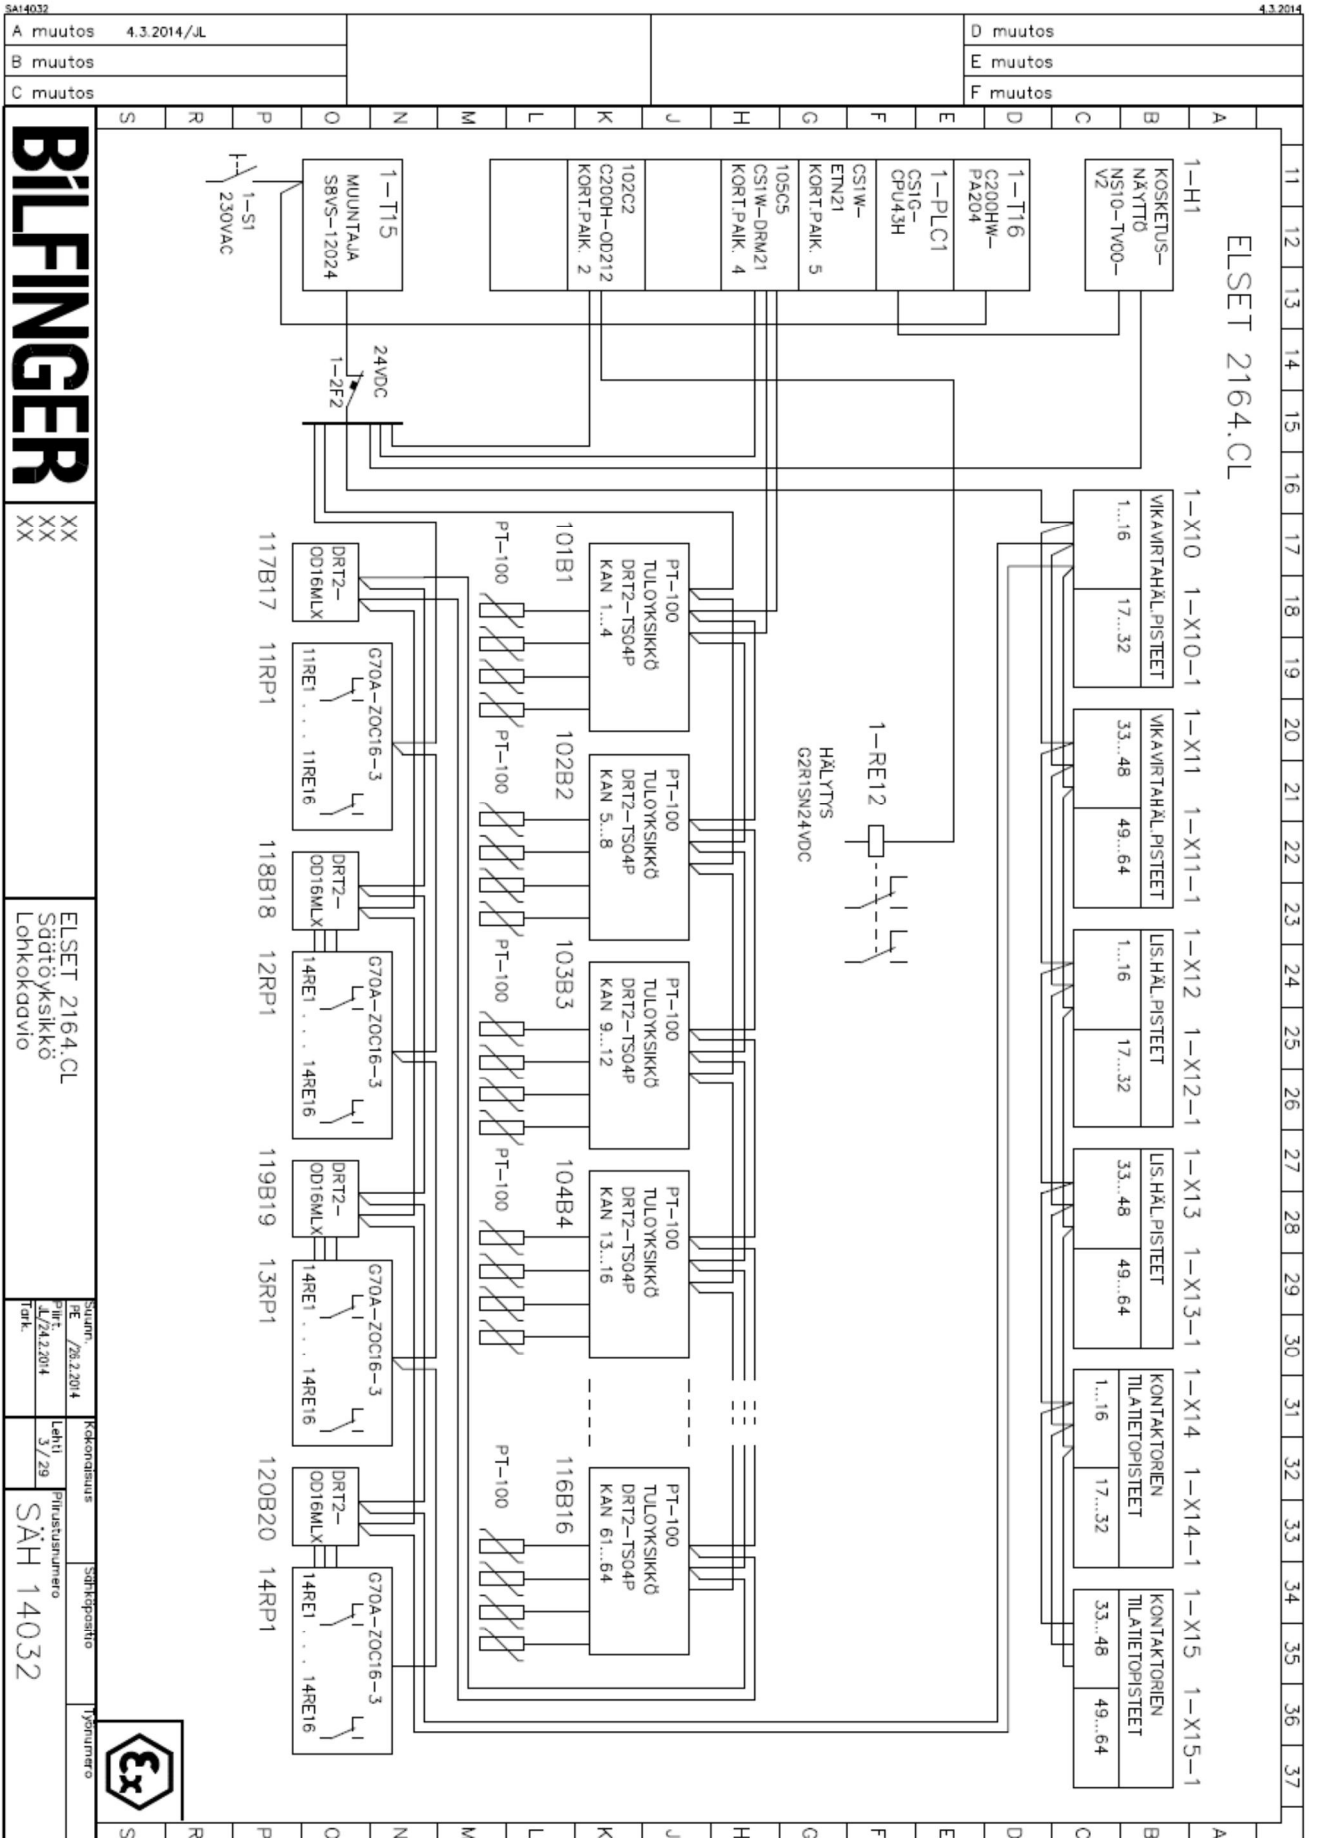 SA14032
4.3.2014
A muutos 4.3.2014/JL
B muutos
C muutos
D muutos
E muutos
F muutos
S R P O N M L K J H G F E D C B A
11 12 13 14 15 16 17 18 19 20 21 22 23 24 25 26 27 28 29 30 31 32 33 34 35 36 37
ELSET 2164.CL
1-H1
KOSKETUS-
NÄYTTÖ
NS10-TV00-
V2
1-T16
C200HW-
PA204
1-PLC1
CS1G-
CPU43H
CS1W-
ETN21
KORT.PAIK. 5
105C5
CS1W-DRM21
KORT.PAIK. 4
102C2
C200H-OD212
KORT.PAIK. 2
1-T15
MUUNTAJA
S8VS-12024
1-S1
230VAC
24VDC
1-2F2
1-X10 1-X10-1
VIKAVIRTAHÄL.PISTEET
1...16 17...32
1-X11 1-X11-1
VIKAVIRTAHÄL.PISTEET
33...48 49...64
1-X12 1-X12-1
LIS.HÄL.PISTEET
1...16 17...32
1-X13 1-X13-1
LIS.HÄL.PISTEET
33...48 49...64
1-X14 1-X14-1
KONTAKTORIEN
TILATIETOPISTEET
1...16 17...32
1-X15 1-X15-1
KONTAKTORIEN
TILATIETOPISTEET
33...48 49...64
1-RE12
HÄLYTYS
G2R1SN24VDC
PT-100
TULOYKSIKKÖ
DRT2-TS04P
KAN 1...4
101B1
PT-100
PT-100
TULOYKSIKKÖ
DRT2-TS04P
KAN 5...8
102B2
PT-100
PT-100
TULOYKSIKKÖ
DRT2-TS04P
KAN 9...12
103B3
PT-100
PT-100
TULOYKSIKKÖ
DRT2-TS04P
KAN 13...16
104B4
PT-100
PT-100
TULOYKSIKKÖ
DRT2-TS04P
KAN 61...64
116B16
PT-100
DRT2-
OD16MLX
117B17
G70A-ZOC16-3
11RE1 . . . 11RE16
11RP1
DRT2-
OD16MLX
118B18
G70A-ZOC16-3
14RE1 . . . 14RE16
12RP1
DRT2-
OD16MLX
119B19
G70A-ZOC16-3
14RE1 . . . 14RE16
13RP1
DRT2-
OD16MLX
120B20
G70A-ZOC16-3
14RE1 . . . 14RE16
14RP1
BILFINGER
XX
XX
XX
ELSET 2164.CL
Säätöyksikkö
Lohkokaavio
Suunn.
PE /26.2.2014
Piirt.
JL/24.2.2014
Tark.
Kokonaisuus
Lehti
3/29
Sähköpositio
Työnumero
Piirustusnumero
SÄH 14032
Ex
S R P O N M L K J H G F E D C B A